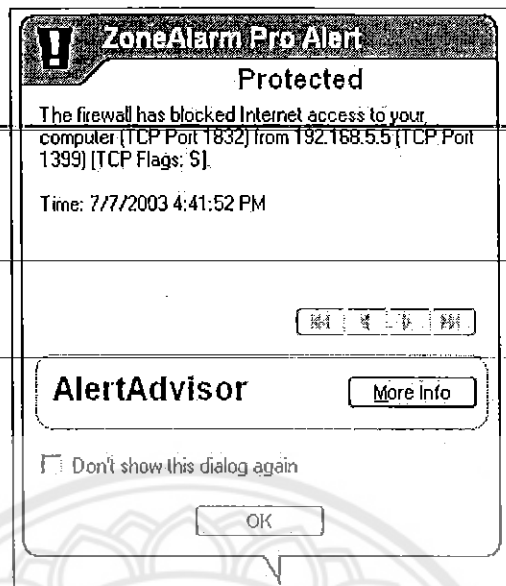 ZoneAlarm Pro Alert
Protected
The firewall has blocked Internet access to your
computer (TCP Port 1832) from 192.168.5.5 (TCP Port
1399) [TCP Flags: S].
Time: 7/7/2003 4:41:52 PM
AlertAdvisor
More Info
Don't show this dialog again
OK